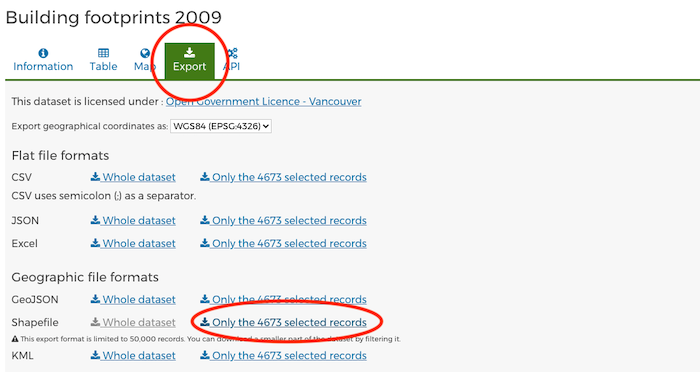 Building footprints 2009
Information Table Map Export API
This dataset is licensed under : Open Government Licence - Vancouver
Export geographical coordinates as: WGS84 (EPSG:4326)
Flat file formats
CSV Whole dataset Only the 4673 selected records
CSV uses semicolon (;) as a separator.
JSON Whole dataset Only the 4673 selected records
Excel Whole dataset Only the 4673 selected records
Geographic file formats
GeoJSON Whole dataset Only the 4673 selected records
Shapefile Whole dataset Only the 4673 selected records
This export format is limited to 50,000 records. You can download a smaller part of the dataset by filtering it.
KML Whole dataset Only the 4673 selected records